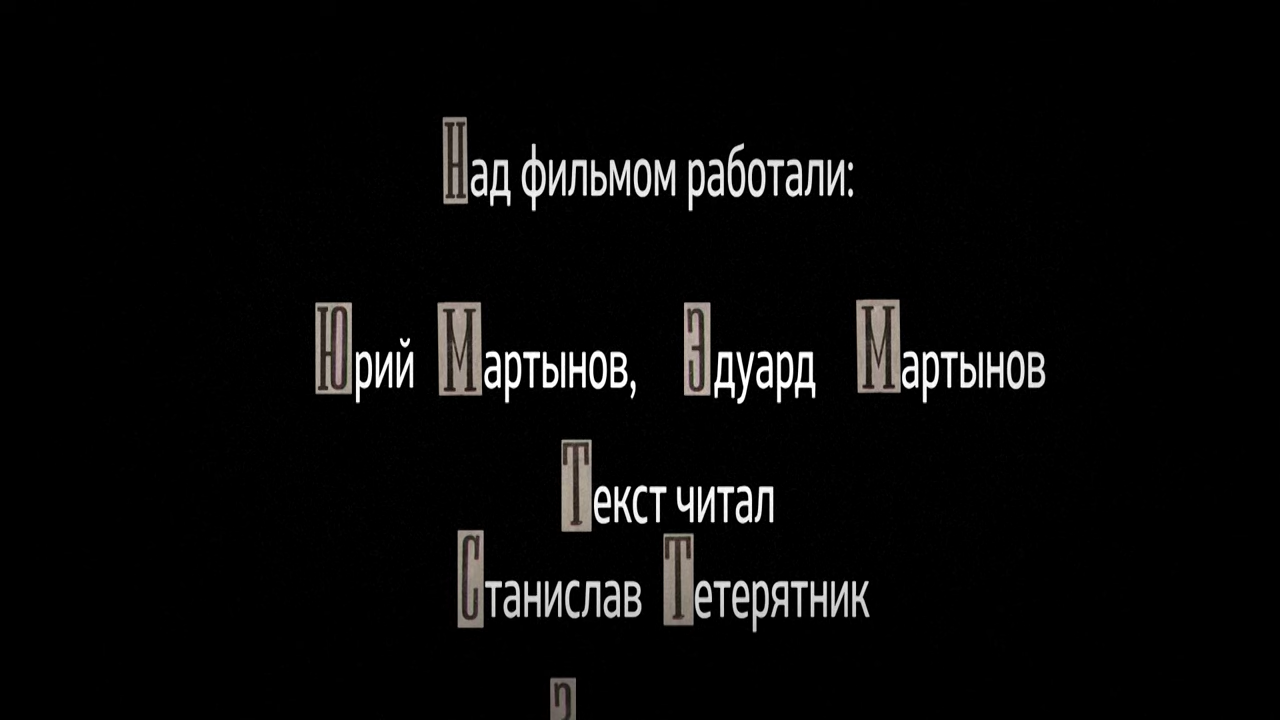 Над фильмом работали:
Юрий Мартынов, Эдуард Мартынов
Текст читал
Станислав Тетерятник